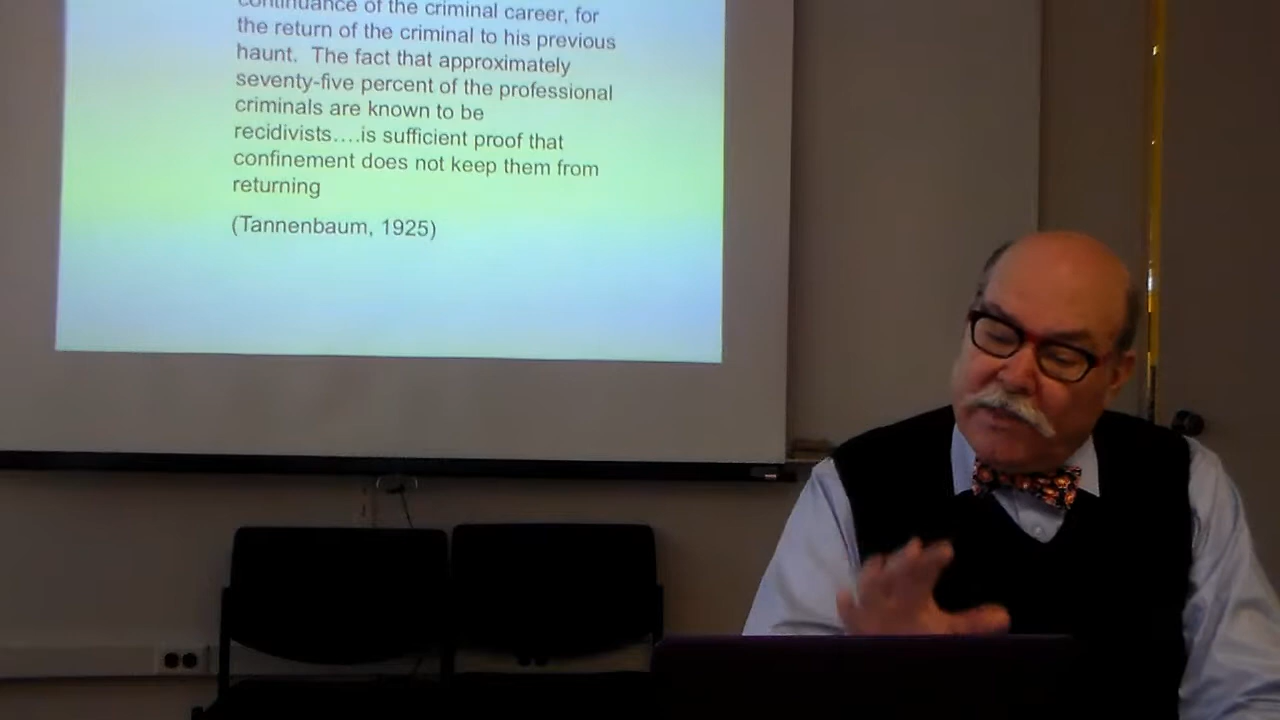 continuance of the criminal career, for
the return of the criminal to his previous
haunt. The fact that approximately
seventy-five percent of the professional
criminals are known to be
recidivists....is sufficient proof that
confinement does not keep them from
returning
(Tannenbaum, 1925)